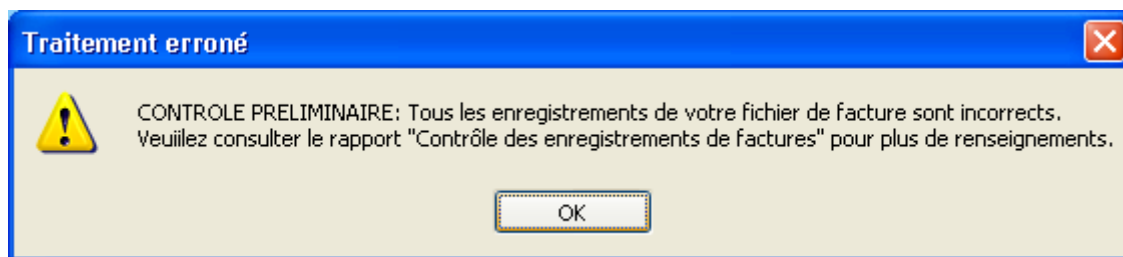 Traitement erroné
CONTROLE PRELIMINAIRE: Tous les enregistrements de votre fichier de facture sont incorrects.
Veuiilez consulter le rapport "Contrôle des enregistrements de factures" pour plus de renseignements.
OK